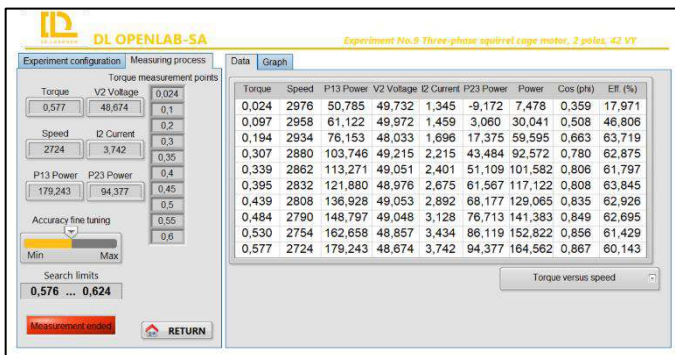 DL OPENLAB-SA
Experiment No.9 Three-phase squirrel cage motor, 2 poles, 42 VY
Experiment configuration Measuring process
Torque measurement points
Torque V2 Voltage
0,577 48,674
Speed I2 Current
2724 3,742
P13 Power P23 Power
179,243 94,377
0,024
0,1
0,2
0,3
0,35
0,4
0,45
0,5
0,55
0,6
Accuracy fine tuning
Min Max
Search limits
0,576 ... 0,624
Measurement ended
RETURN
Data Graph
Torque Speed P13 Power V2 Voltage I2 Current P23 Power Power Cos (phi) Eff. (%)
0,024 2976 50,785 49,732 1,345 -9,172 7,478 0,359 17,971
0,097 2958 61,122 49,972 1,459 3,060 30,041 0,508 46,806
0,194 2934 76,153 48,033 1,696 17,375 59,595 0,663 63,719
0,307 2880 103,746 49,215 2,215 43,484 92,572 0,780 62,875
0,339 2862 113,271 49,051 2,401 51,109 101,582 0,806 61,797
0,395 2832 121,880 48,976 2,675 61,567 117,122 0,808 63,845
0,439 2808 136,928 49,053 2,892 68,177 129,065 0,835 62,926
0,484 2790 148,797 49,048 3,128 76,713 141,383 0,849 62,695
0,530 2754 162,658 48,857 3,434 86,119 152,822 0,856 61,429
0,577 2724 179,243 48,674 3,742 94,377 164,562 0,867 60,143
Torque versus speed